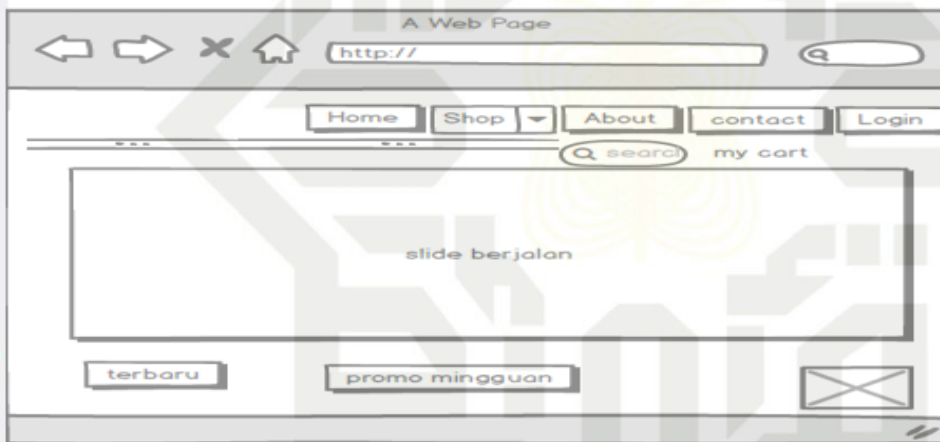 A Web Page
http://
Home Shop About contact Login
search my cart
slide berjalan
terbaru promo mingguan